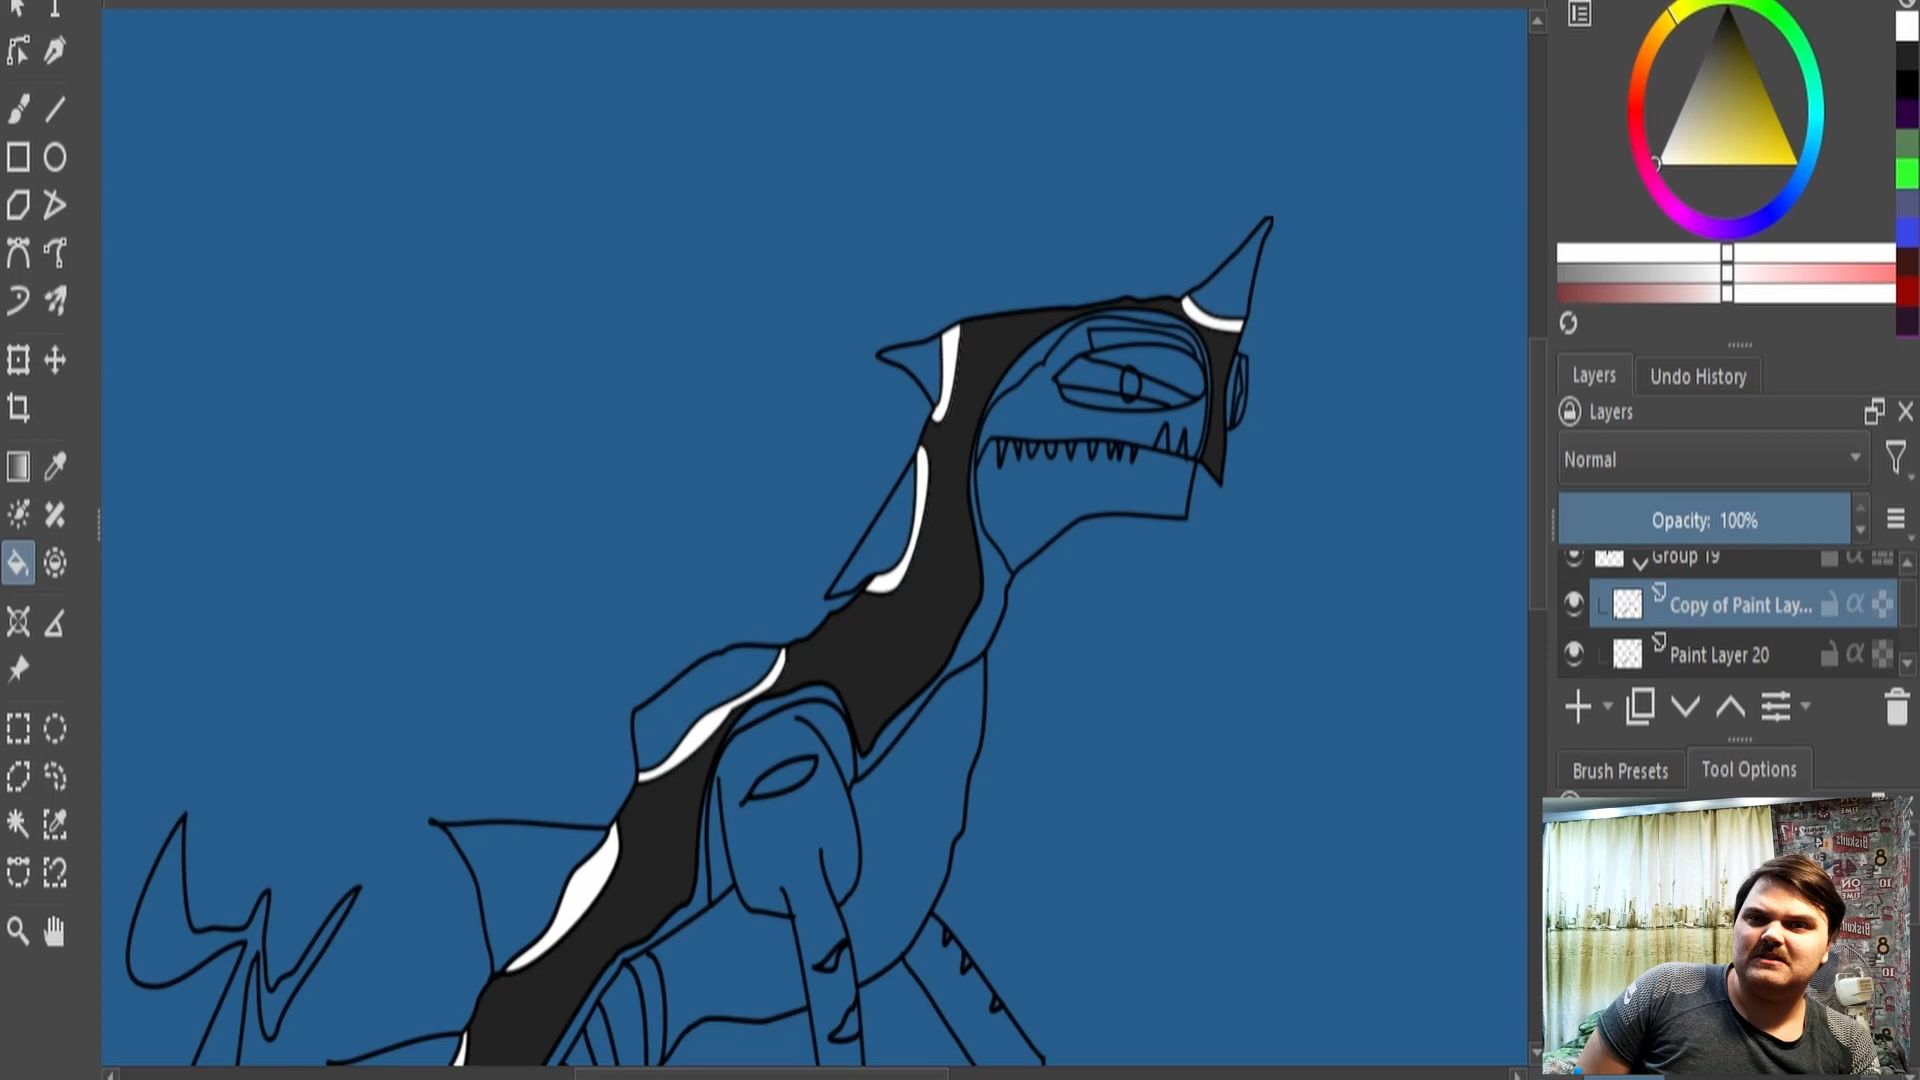 Layers
Undo History
Layers
Normal
Opacity: 100%
Group 19
Copy of Paint Lay...
Paint Layer 20
Brush Presets
Tool Options